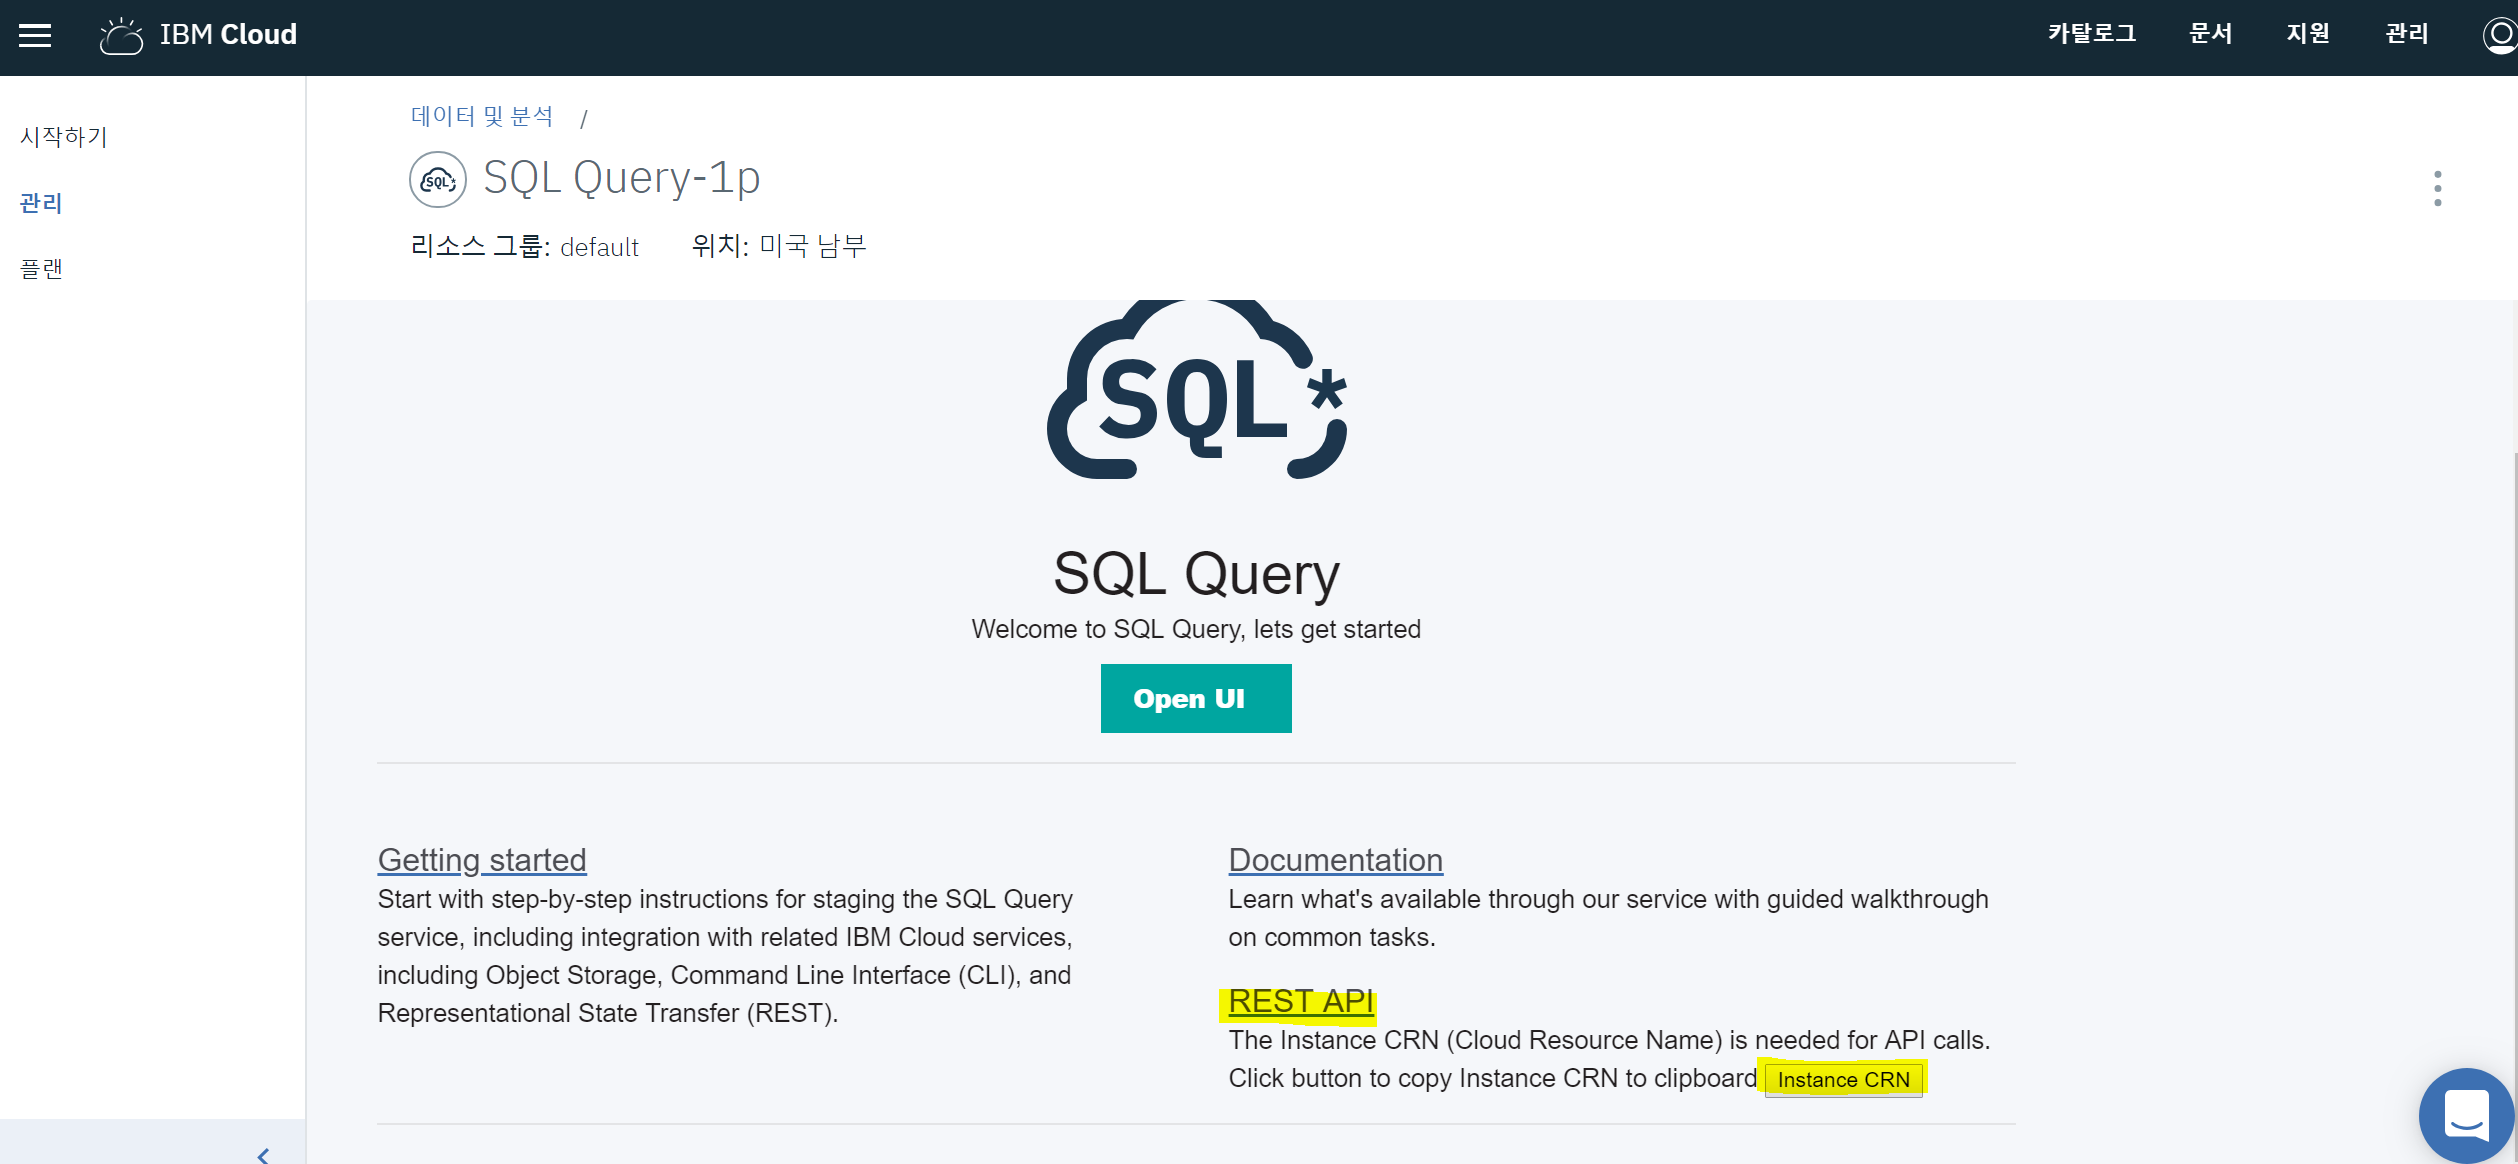 IBM Cloud
카탈로그 문서 지원 관리
시작하기
관리
플랜
데이터 및 분석 /
SQL*
SQL Query-1p
리소스 그룹: default 위치: 미국 남부
SQL*
SQL Query
Welcome to SQL Query, lets get started
Open UI
Getting started
Start with step-by-step instructions for staging the SQL Query
service, including integration with related IBM Cloud services,
including Object Storage, Command Line Interface (CLI), and
Representational State Transfer (REST).
Documentation
Learn what's available through our service with guided walkthrough
on common tasks.
REST API
The Instance CRN (Cloud Resource Name) is needed for API calls.
Click button to copy Instance CRN to clipboard Instance CRN